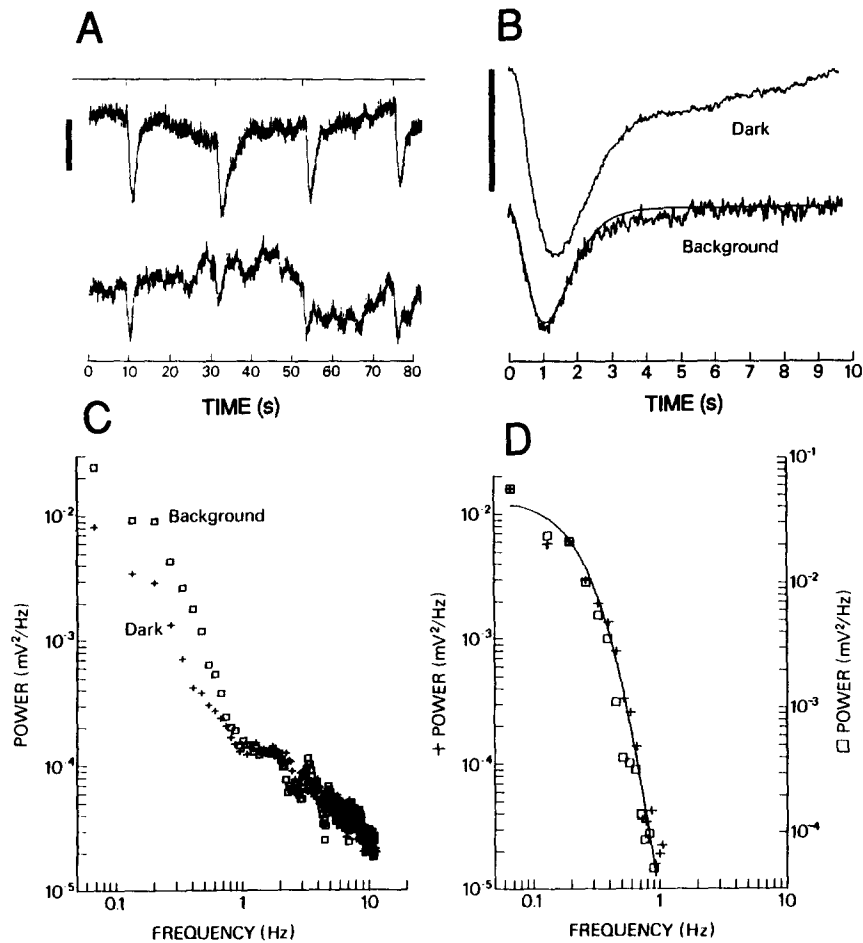 A
0 10 20 30 40 50 60 70 80
TIME (s)
B
Dark
Background
0 1 2 3 4 5 6 7 8 9 10
TIME (s)
C
Background
Dark
10^-2
10^-3
10^-4
10^-5
POWER (mV²/Hz)
0.1 1 10
FREQUENCY (Hz)
D
10^-2
10^-3
10^-4
10^-5
+ POWER (mV²/Hz)
10^-1
10^-2
10^-3
10^-4
□ POWER (mV²/Hz)
0.1 1 10
FREQUENCY (Hz)